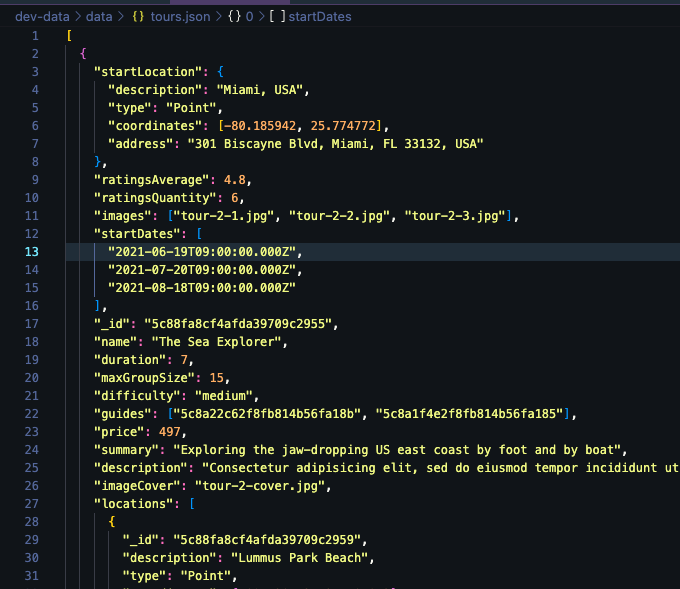 dev-data > data > {} tours.json > {} 0 > [ ] startDates
1 [
2 {
3 "startLocation": {
4 "description": "Miami, USA",
5 "type": "Point",
6 "coordinates": [-80.185942, 25.774772],
7 "address": "301 Biscayne Blvd, Miami, FL 33132, USA"
8 },
9 "ratingsAverage": 4.8,
10 "ratingsQuantity": 6,
11 "images": ["tour-2-1.jpg", "tour-2-2.jpg", "tour-2-3.jpg"],
12 "startDates": [
13 "2021-06-19T09:00:00.000Z",
14 "2021-07-20T09:00:00.000Z",
15 "2021-08-18T09:00:00.000Z"
16 ],
17 "_id": "5c88fa8cf4afda39709c2955",
18 "name": "The Sea Explorer",
19 "duration": 7,
20 "maxGroupSize": 15,
21 "difficulty": "medium",
22 "guides": ["5c8a22c62f8fb814b56fa18b", "5c8a1f4e2f8fb814b56fa185"],
23 "price": 497,
24 "summary": "Exploring the jaw-dropping US east coast by foot and by boat",
25 "description": "Consectetur adipisicing elit, sed do eiusmod tempor incididunt ut
26 "imageCover": "tour-2-cover.jpg",
27 "locations": [
28 {
29 "_id": "5c88fa8cf4afda39709c2959",
30 "description": "Lummus Park Beach",
31 "type": "Point",